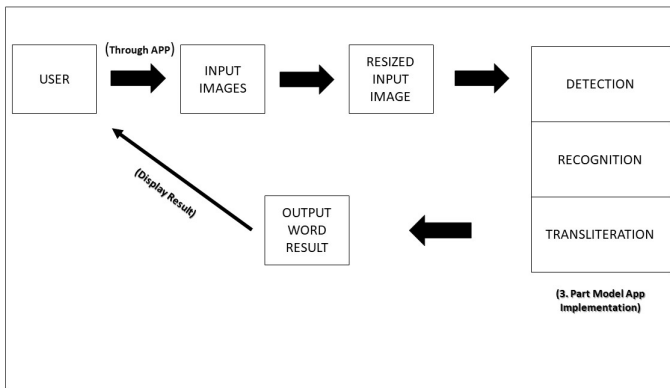 (Through APP)
USER
INPUT
IMAGES
RESIZED
INPUT
IMAGE
DETECTION
RECOGNITION
TRANSLITERATION
(3. Part Model App
Implementation)
OUTPUT
WORD
RESULT
(Display Result)